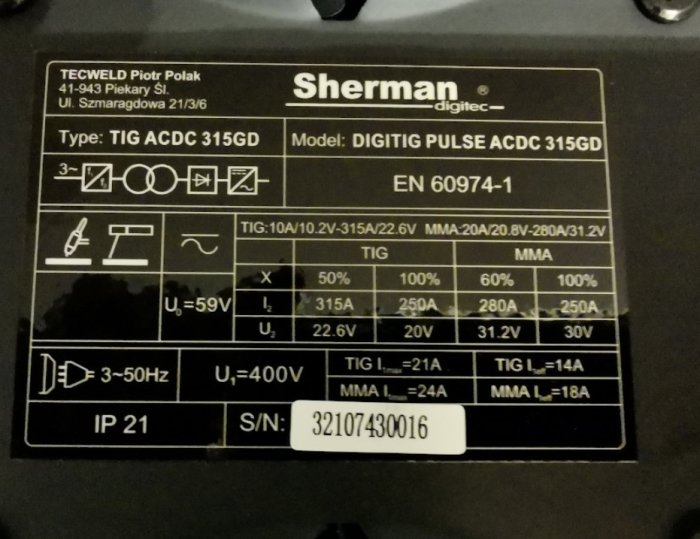 TECWELD Piotr Polak
41-943 Piekary Śl.
Ul. Szmaragdowa 21/3/6
Sherman ®
digitec
Type: TIG ACDC 315GD
Model: DIGITIG PULSE ACDC 315GD
3~
EN 60974-1
TIG:10A/10.2V-315A/22.6V MMA:20A/20.8V-280A/31.2V
TIG MMA
X 50% 100% 60% 100%
U₀=59V
I₂ 315A 250A 280A 250A
U₂ 22.6V 20V 31.2V 30V
3~50Hz
U₁=400V
TIG I₁max=21A TIG I₁eff=14A
MMA I₁max=24A MMA I₁eff=18A
IP 21
S/N: 32107430016